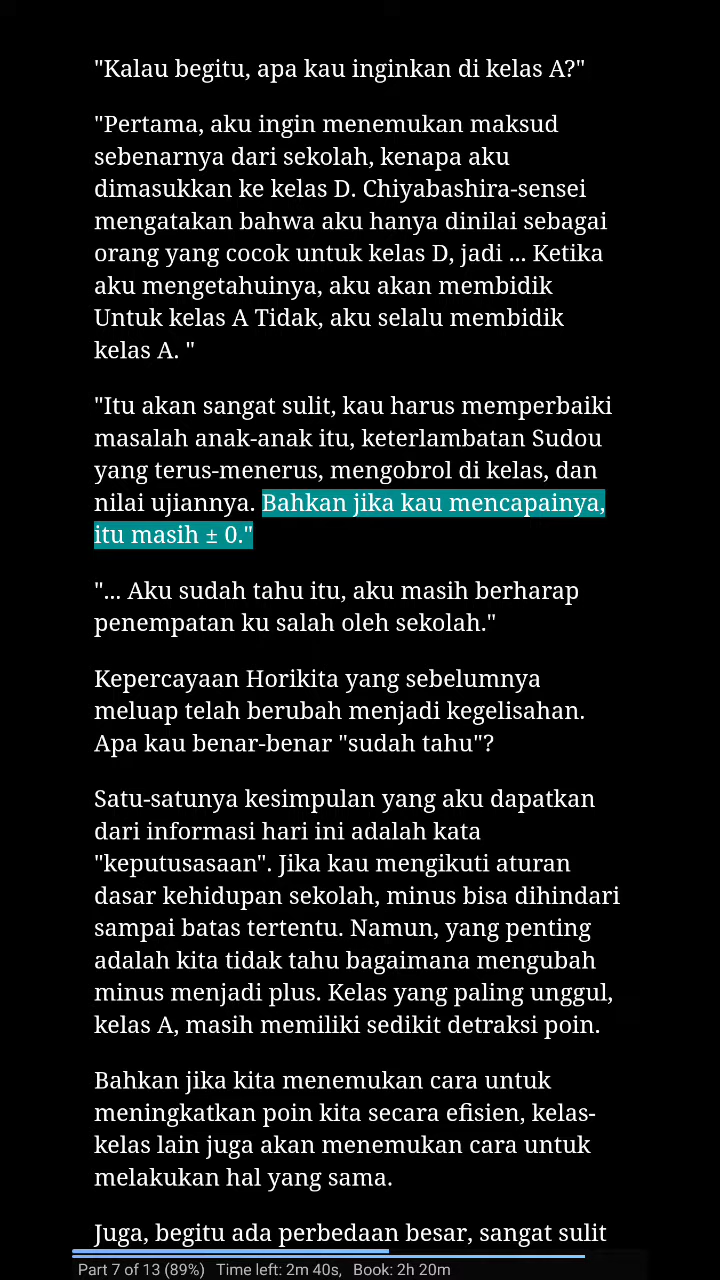 "Kalau begitu, apa kau inginkan di kelas A?"
"Pertama, aku ingin menemukan maksud
sebenarnya dari sekolah, kenapa aku
dimasukkan ke kelas D. Chiyabashira-sensei
mengatakan bahwa aku hanya dinilai sebagai
orang yang cocok untuk kelas D, jadi ... Ketika
aku mengetahuinya, aku akan membidik
Untuk kelas A Tidak, aku selalu membidik
kelas A. "
"Itu akan sangat sulit, kau harus memperbaiki
masalah anak-anak itu, keterlambatan Sudou
yang terus-menerus, mengobrol di kelas, dan
nilai ujiannya. Bahkan jika kau mencapainya,
itu masih ± 0."
"... Aku sudah tahu itu, aku masih berharap
penempatan ku salah oleh sekolah."
Kepercayaan Horikita yang sebelumnya
meluap telah berubah menjadi kegelisahan.
Apa kau benar-benar "sudah tahu"?
Satu-satunya kesimpulan yang aku dapatkan
dari informasi hari ini adalah kata
"keputusasaan". Jika kau mengikuti aturan
dasar kehidupan sekolah, minus bisa dihindari
sampai batas tertentu. Namun, yang penting
adalah kita tidak tahu bagaimana mengubah
minus menjadi plus. Kelas yang paling unggul,
kelas A, masih memiliki sedikit detraksi poin.
Bahkan jika kita menemukan cara untuk
meningkatkan poin kita secara efisien, kelas-
kelas lain juga akan menemukan cara untuk
melakukan hal yang sama.
Juga, begitu ada perbedaan besar, sangat sulit
Part 7 of 13 (89%) Time left: 2m 40s, Book: 2h 20m